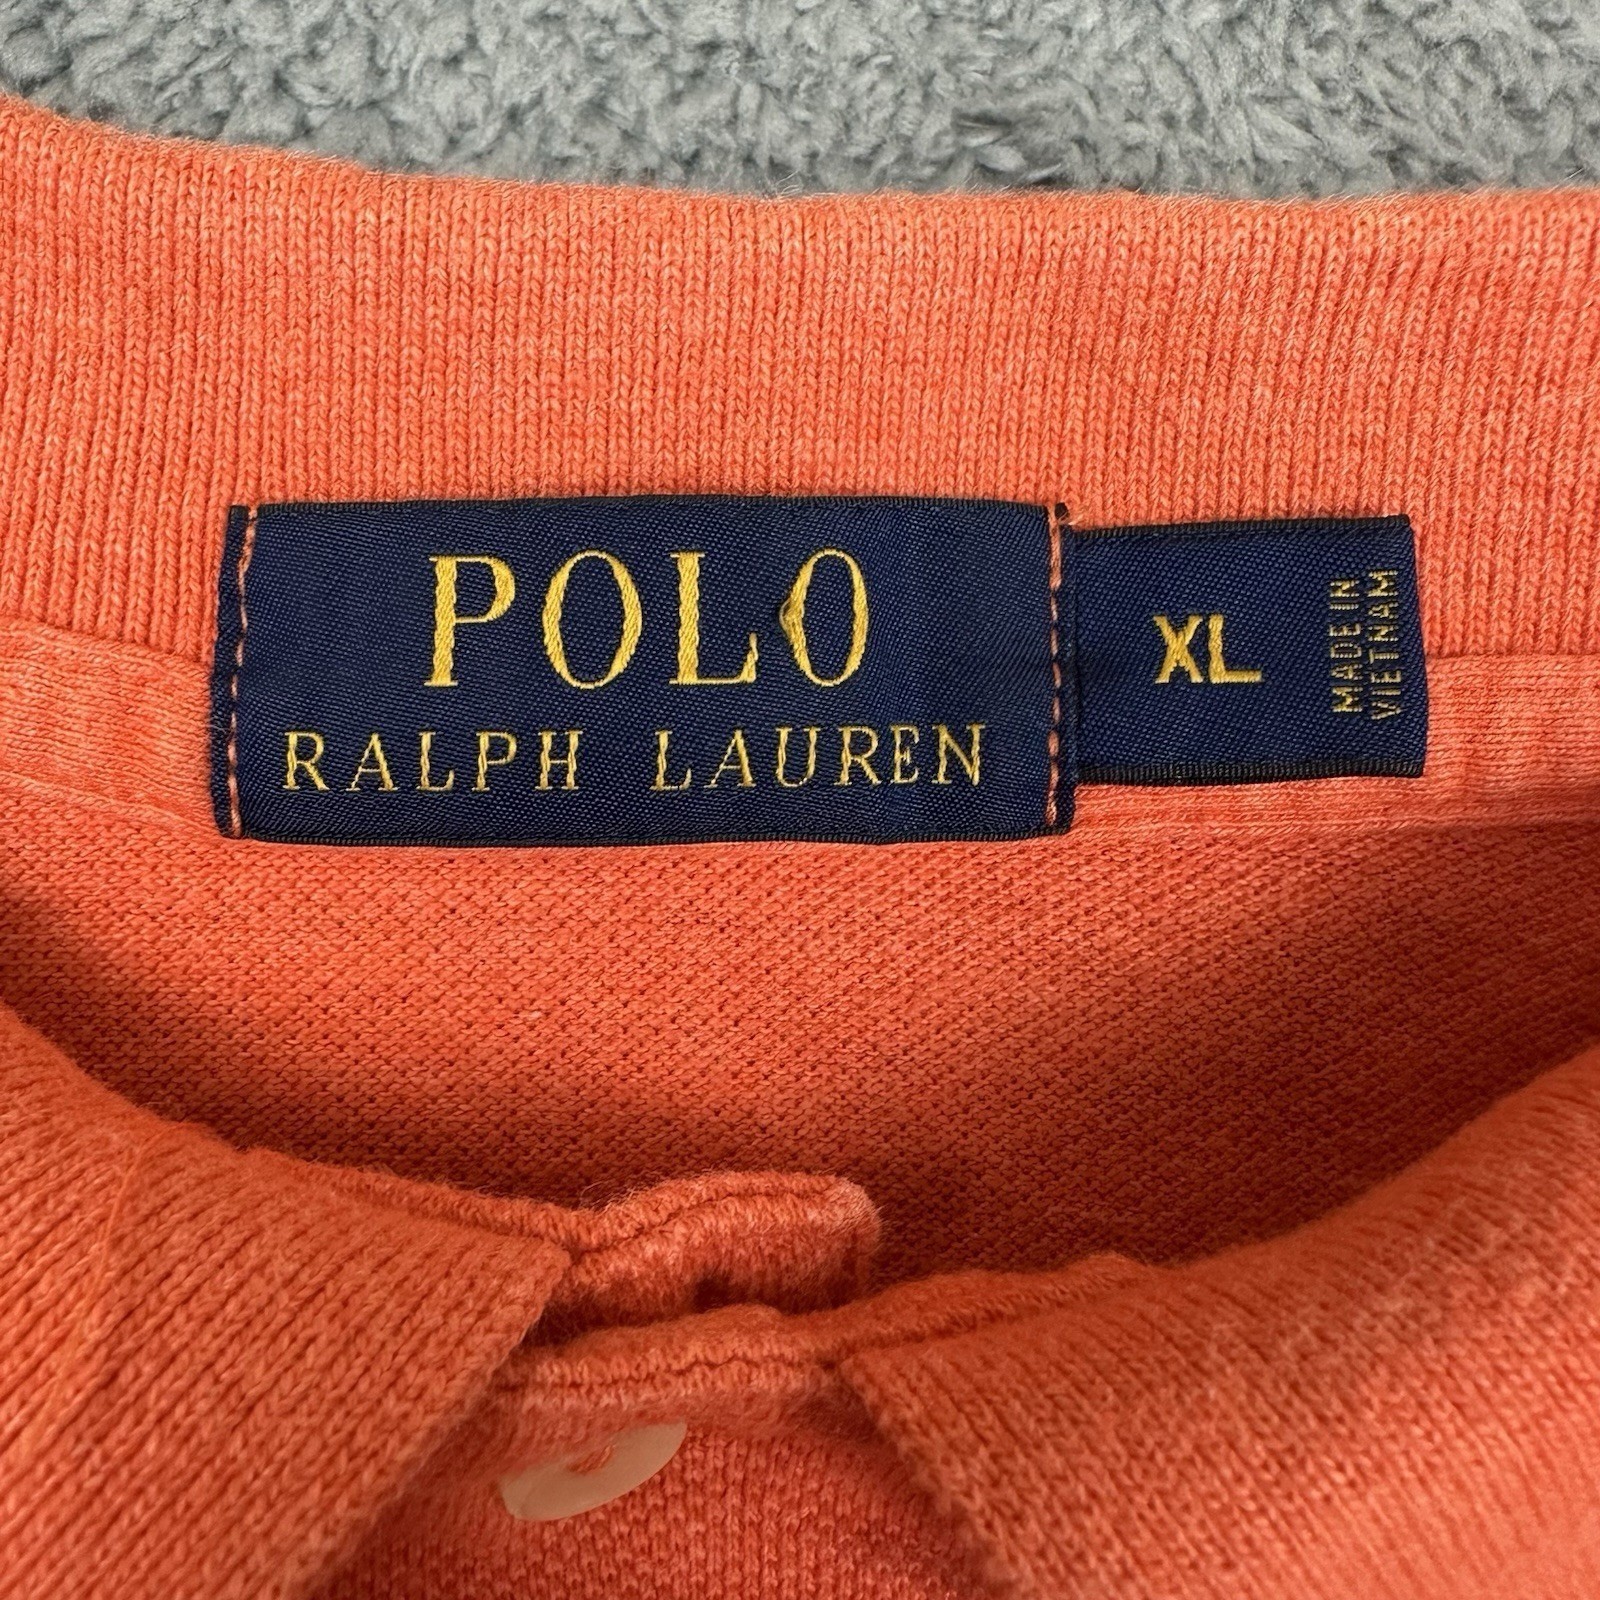 POLO
RALPH LAUREN
XL
MADE IN
VIETNAM